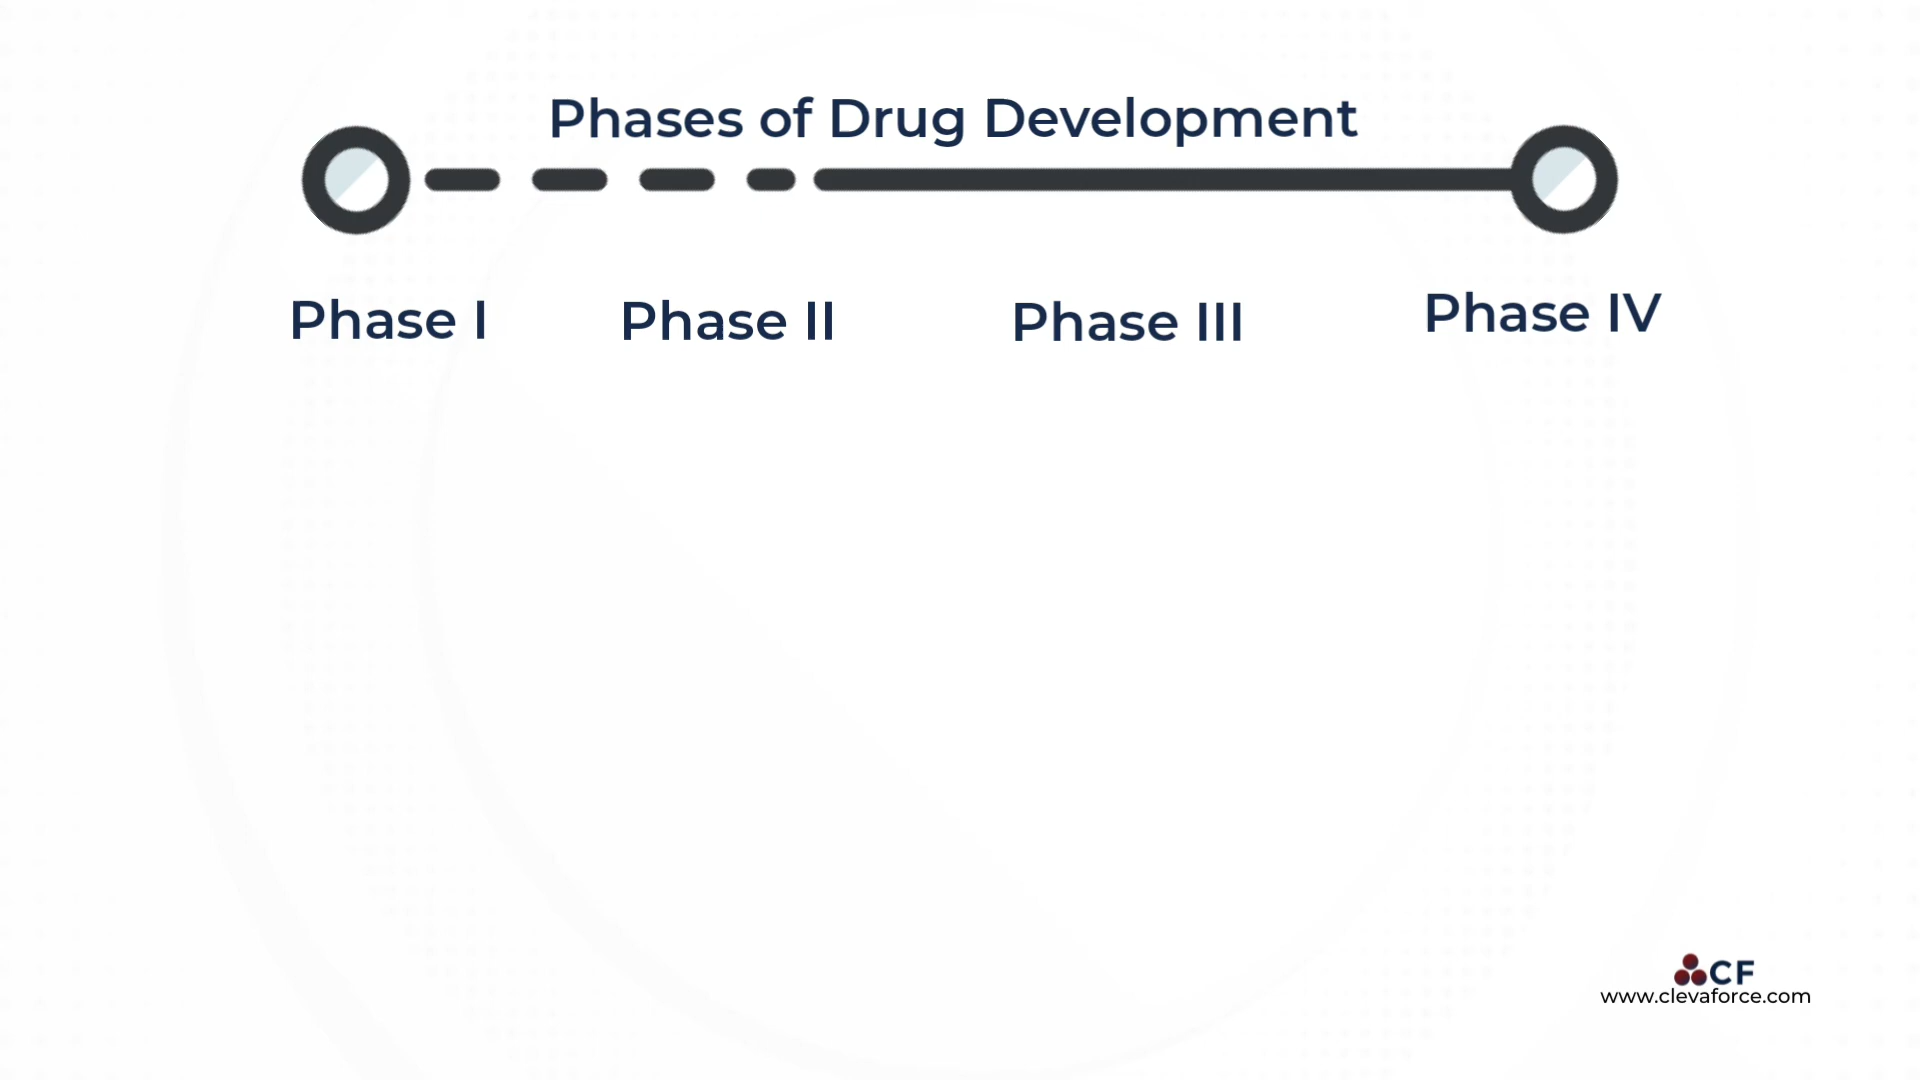 Phases of Drug Development
Phase I
Phase II
Phase III
Phase IV
CF
www.clevaforce.com